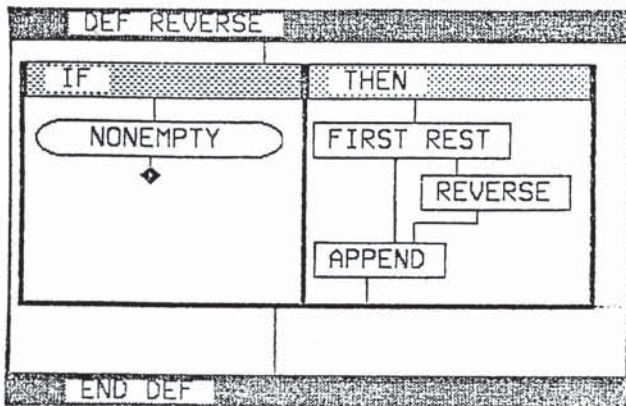 DEF REVERSE
IF
THEN
NONEMPTY
FIRST REST
REVERSE
APPEND
END DEF